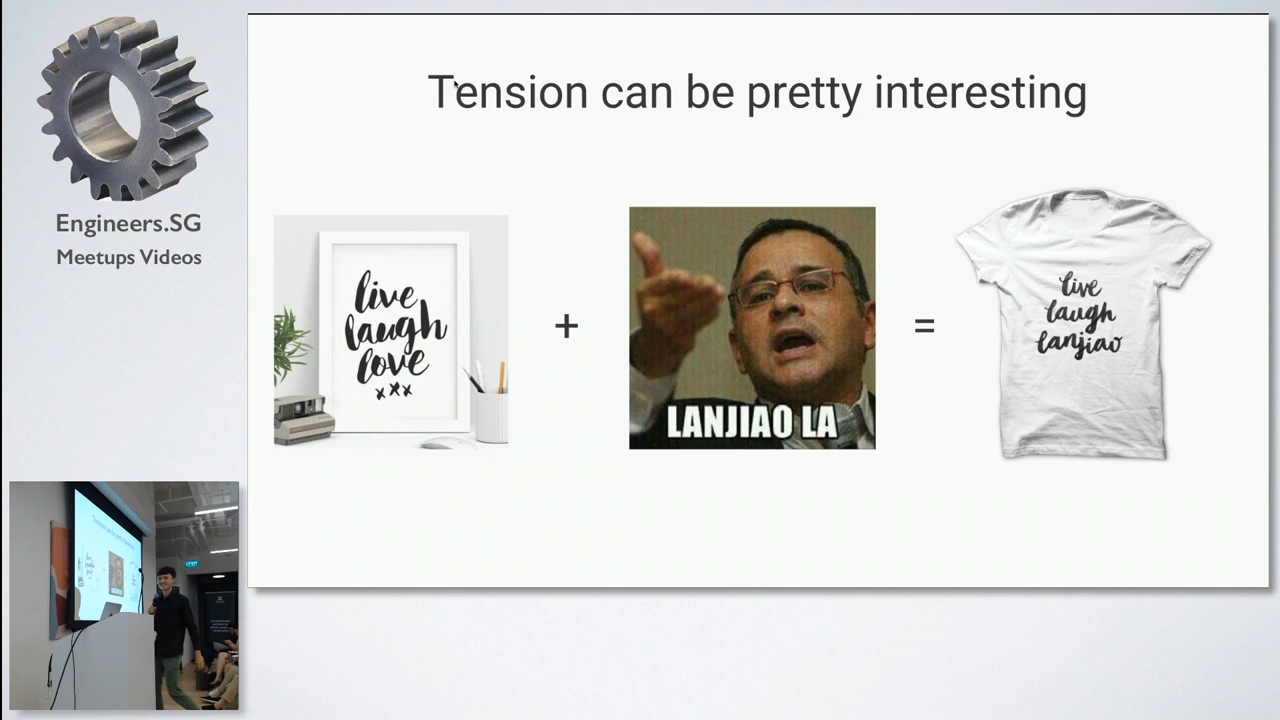 Engineers.SG
Meetups Videos
Tension can be pretty interesting
live
laugh
love
xxx
+
LANJIAO LA
=
live
laugh
lanjiao